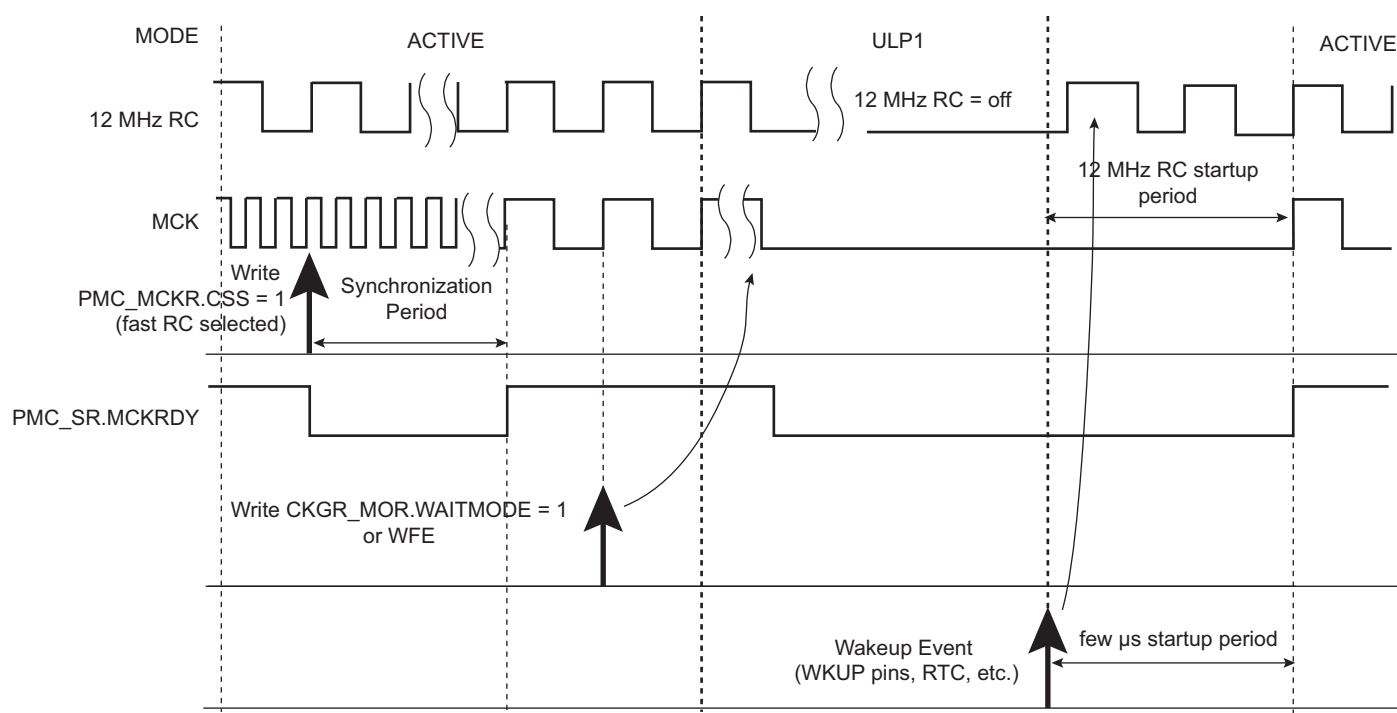 MODE
ACTIVE
ULP1
ACTIVE
12 MHz RC
12 MHz RC = off
12 MHz RC startup
period
MCK
Write
PMC_MCKR.CSS = 1
(fast RC selected)
Synchronization
Period
PMC_SR.MCKRDY
Write CKGR_MOR.WAITMODE = 1
or WFE
Wakeup Event
(WKUP pins, RTC, etc.)
few µs startup period